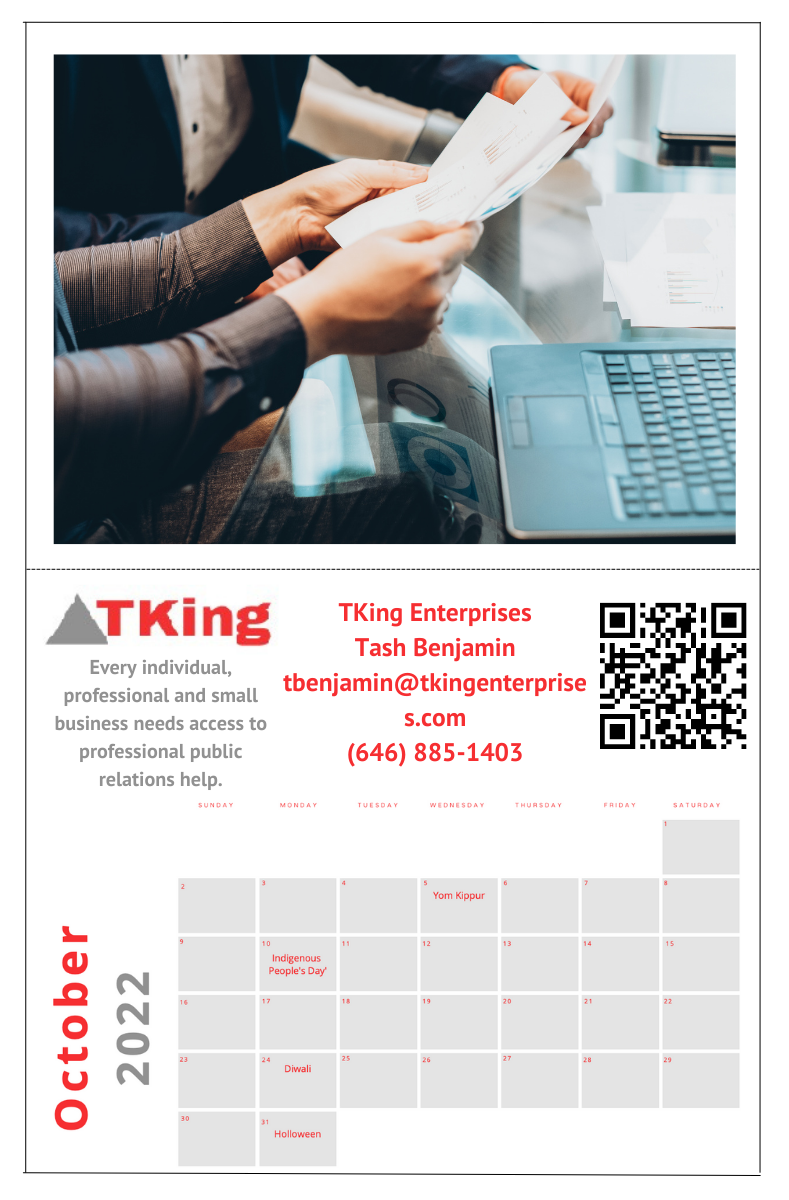 TKing
Every individual,
professional and small
business needs access to
professional public
relations help.
TKing Enterprises
Tash Benjamin
tbenjamin@tkingenterprise
s.com
(646) 885-1403
October
2022
SUNDAY MONDAY TUESDAY WEDNESDAY THURSDAY FRIDAY SATURDAY
1
2 3 4 5 6 7 8
Yom Kippur
9 10 11 12 13 14 15
Indigenous
People's Day'
16 17 18 19 20 21 22
23 24 25 26 27 28 29
Diwali
30 31
Holloween